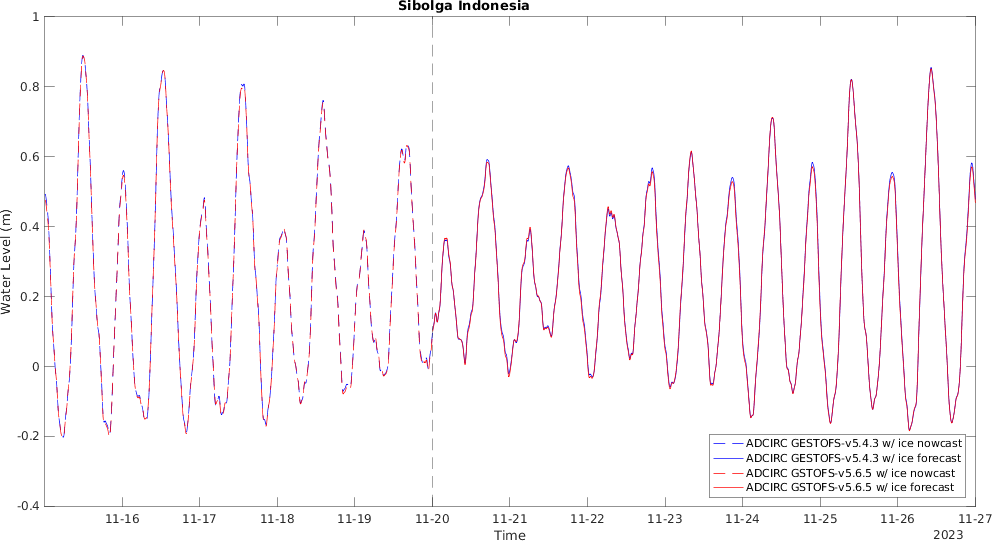 Sibolga Indonesia
1
0.8
0.6
0.4
0.2
0
-0.2
-0.4
Water Level (m)
11-16 11-17 11-18 11-19 11-20 11-21 11-22 11-23 11-24 11-25 11-26 11-27
Time
2023
ADCIRC GESTOFS-v5.4.3 w/ ice nowcast
ADCIRC GESTOFS-v5.4.3 w/ ice forecast
ADCIRC GSTOFS-v5.6.5 w/ ice nowcast
ADCIRC GSTOFS-v5.6.5 w/ ice forecast